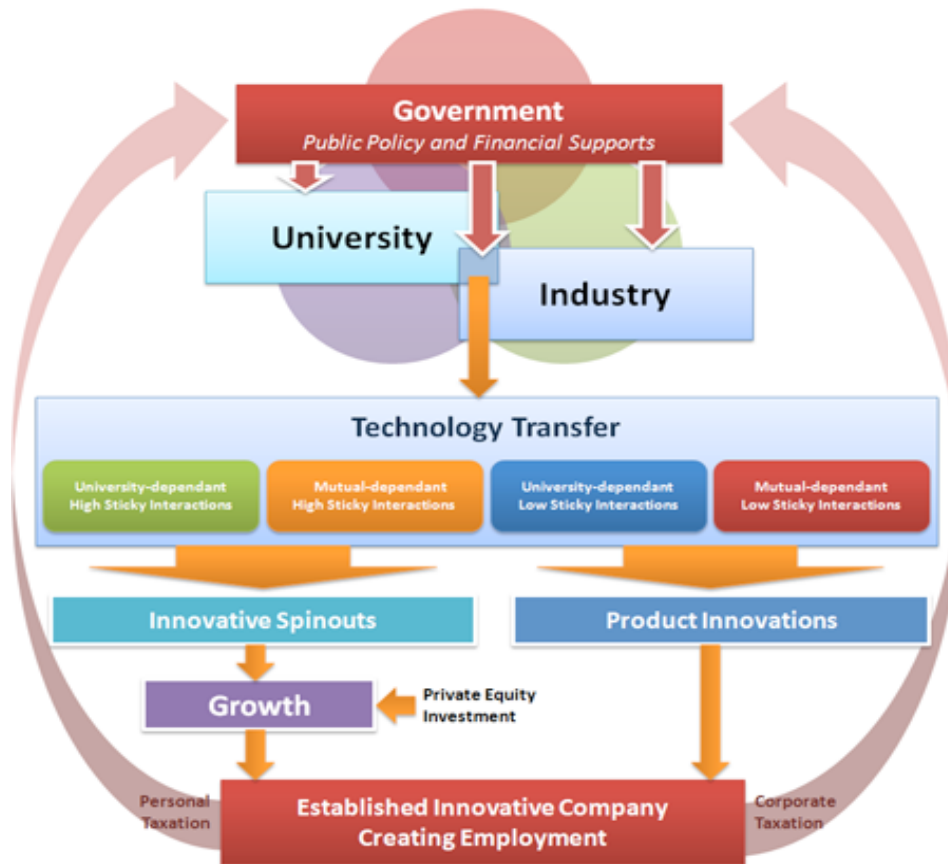 Government
Public Policy and Financial Supports
University
Industry
Technology Transfer
University-dependant
High Sticky Interactions
Mutual-dependant
High Sticky Interactions
University-dependant
Low Sticky Interactions
Mutual-dependant
Low Sticky Interactions
Innovative Spinouts
Product Innovations
Growth
Private Equity
Investment
Personal
Taxation
Established Innovative Company
Creating Employment
Corporate
Taxation